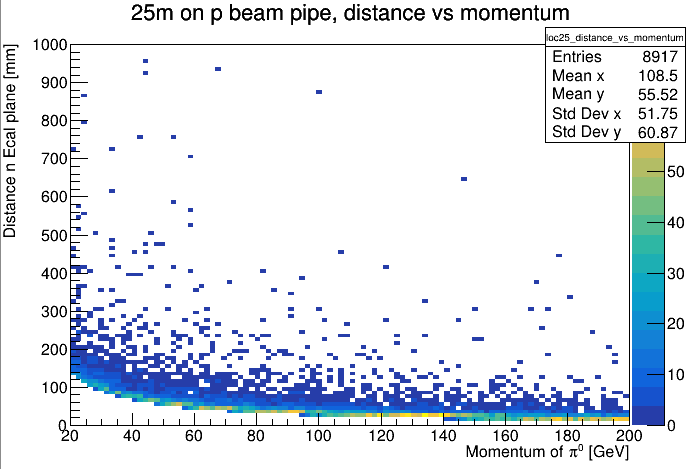 25m on p beam pipe, distance vs momentum
loc25_distance_vs_momentum
Entries 8917
Mean x 108.5
Mean y 55.52
Std Dev x 51.75
Std Dev y 60.87
Distance n Ecal plane [mm]
1000
900
800
700
600
500
400
300
200
100
0
50
40
30
20
10
0
20 40 60 80 100 120 140 160 180 200
Momentum of π⁰ [GeV]